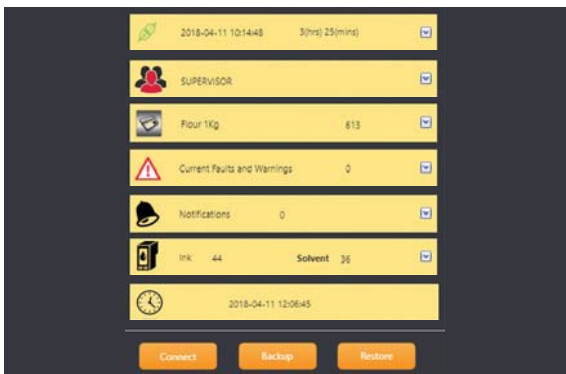 2018-04-11 10:14:48 3(hrs) 25(mins)
SUPERVISOR
Flour 1Kg 613
Current Faults and Warnings 0
Notifications 0
Ink 44 Solvent 36
2018-04-11 12:06:45
Connect Backup Restore